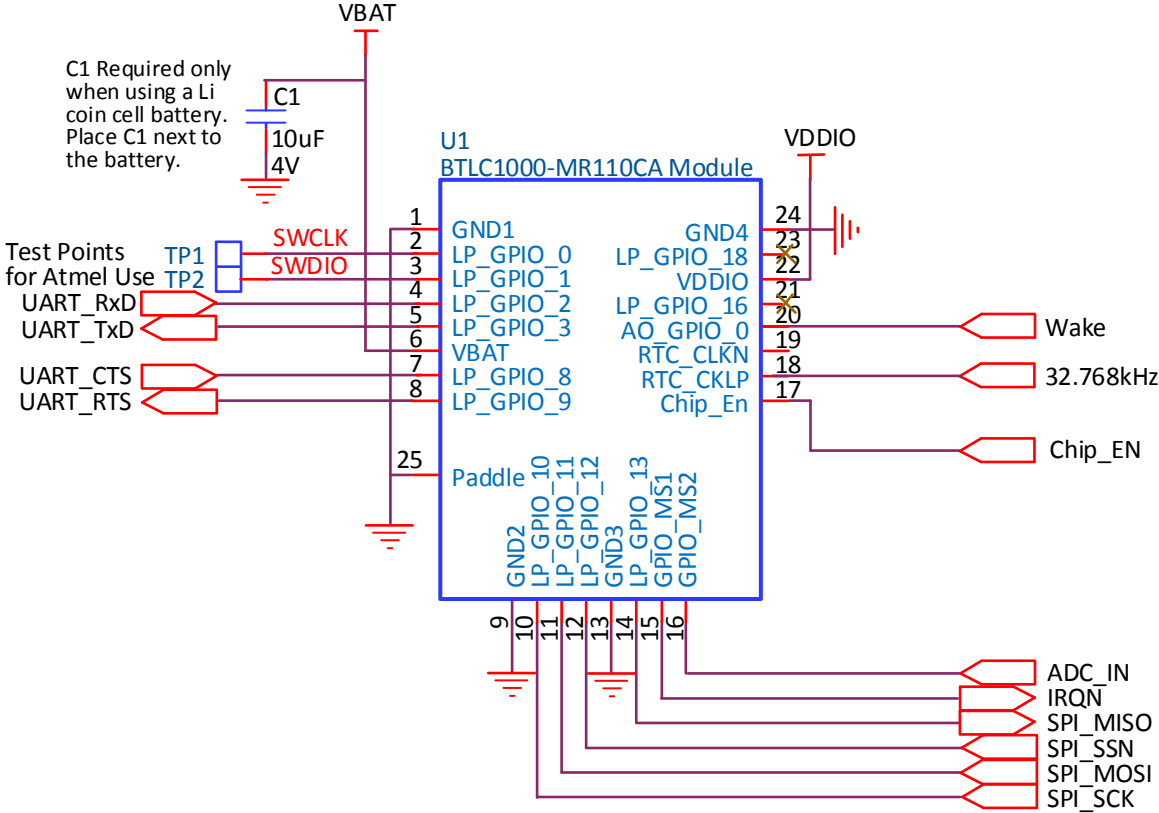 VBAT
C1 Required only
when using a Li
coin cell battery.
Place C1 next to
the battery.
C1
10uF
4V
U1
BTLC1000-MR110CA Module
VDDIO
1
GND1
2
LP_GPIO_0
3
LP_GPIO_1
4
LP_GPIO_2
5
LP_GPIO_3
6
VBAT
7
LP_GPIO_8
8
LP_GPIO_9
25
Paddle
SWCLK
SWDIO
Test Points
for Atmel Use
TP1
TP2
UART_RxD
UART_TxD
UART_CTS
UART_RTS
24
GND4
23
LP_GPIO_18
22
VDDIO
21
LP_GPIO_16
20
AO_GPIO_0
19
RTC_CLKN
18
RTC_CKLP
17
Chip_En
Wake
32.768kHz
Chip_EN
GND2
LP_GPIO_10
LP_GPIO_11
LP_GPIO_12
GND3
LP_GPIO_13
GPIO_MS1
GPIO_MS2
9
10
11
12
13
14
15
16
ADC_IN
IRQN
SPI_MISO
SPI_SSN
SPI_MOSI
SPI_SCK